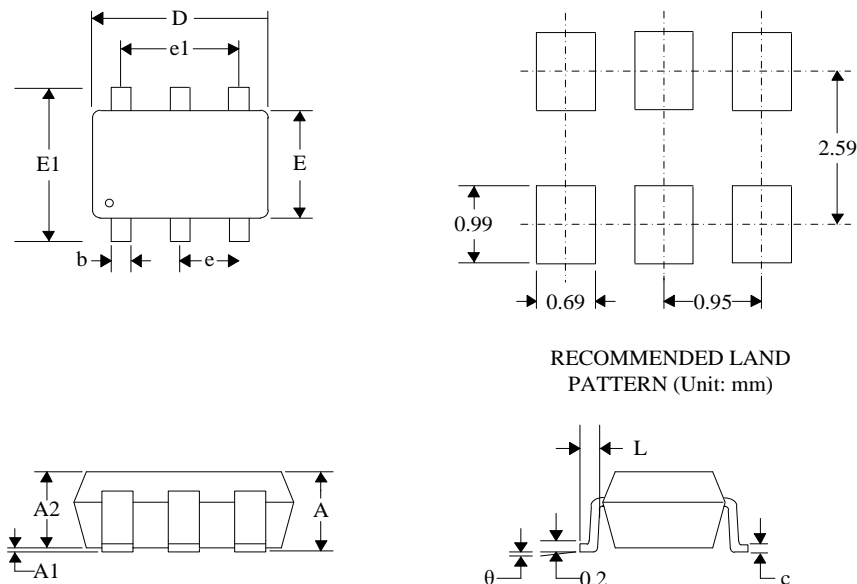 D
e1
E1
E
b
e
2.59
0.99
0.69
0.95
RECOMMENDED LAND
PATTERN (Unit: mm)
A2
A
A1
L
θ
0.2
c